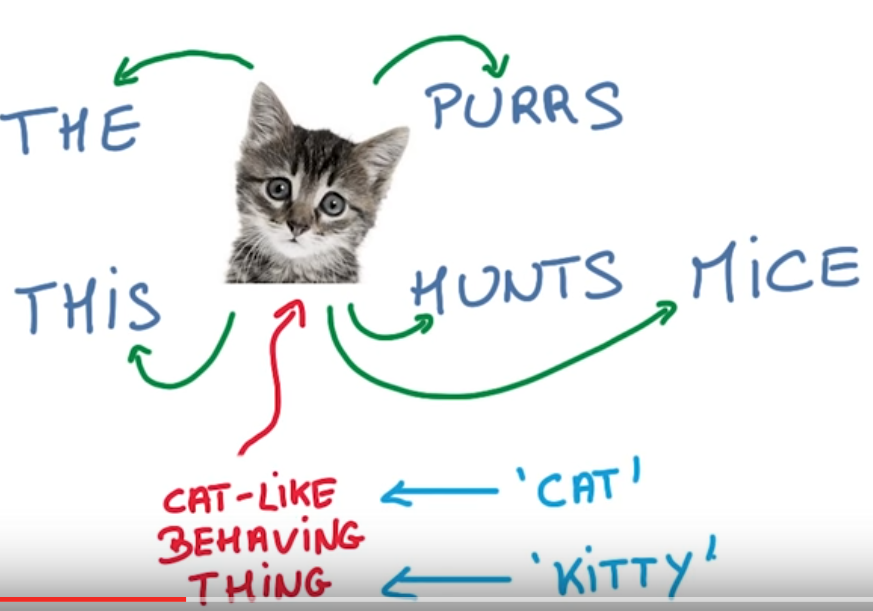 THE PURRS
THiS HUNTS MiCE
CAT-LiKE 'CAT'
BEHAViNG
THiNG 'KiTTY'